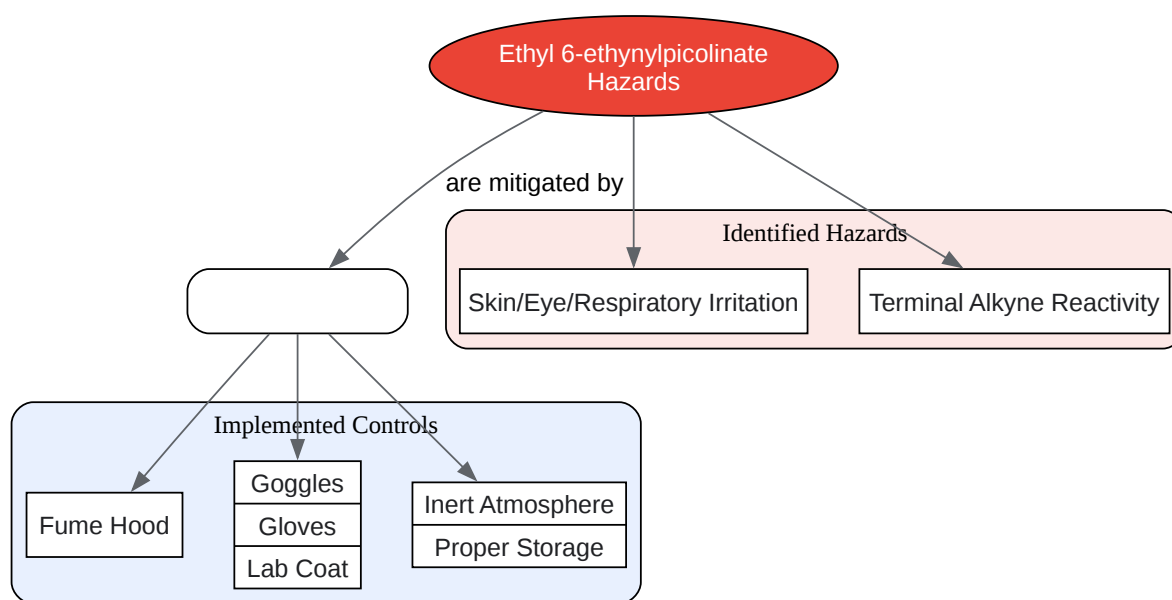 Ethyl 6-ethynylpicolinate
Hazards
are mitigated by
Identified Hazards
Skin/Eye/Respiratory Irritation
Terminal Alkyne Reactivity
Implemented Controls
Fume Hood
Goggles
Gloves
Lab Coat
Inert Atmosphere
Proper Storage